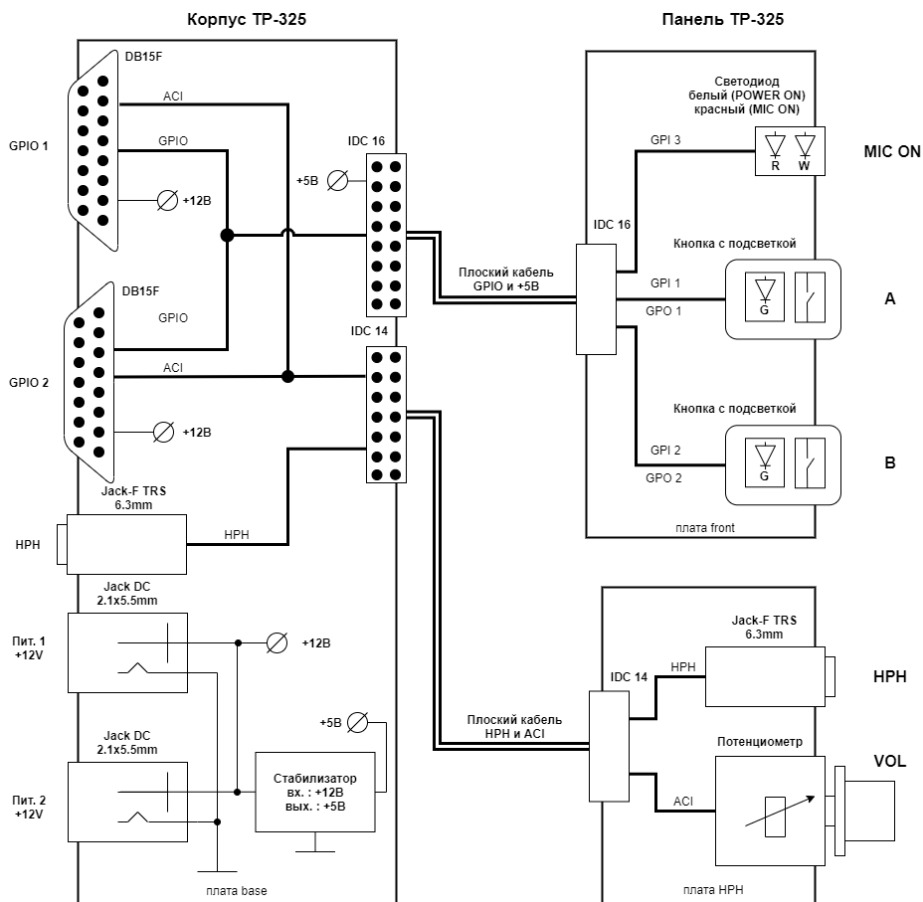 Корпус TP-325
Панель TP-325
DB15F
ACI
GPIO 1
GPIO
+12В
IDC 16
+5В
DB15F
GPIO
IDC 14
ACI
GPIO 2
+12В
Jack-F TRS
6.3mm
HPH
HPH
Jack DC
2.1x5.5mm
Пит. 1
+12V
+12В
+5В
Jack DC
2.1x5.5mm
Пит. 2
+12V
Стабилизатор
вх. : +12В
вых. : +5В
плата base
Плоский кабель
GPIO и +5В
Плоский кабель
HPH и ACI
Светодиод
белый (POWER ON)
красный (MIC ON)
GPI 3
R
W
MIC ON
IDC 16
Кнопка с подсветкой
GPI 1
GPO 1
G
A
Кнопка с подсветкой
GPI 2
GPO 2
G
B
плата front
Jack-F TRS
6.3mm
IDC 14
HPH
HPH
Потенциометр
VOL
ACI
плата HPH